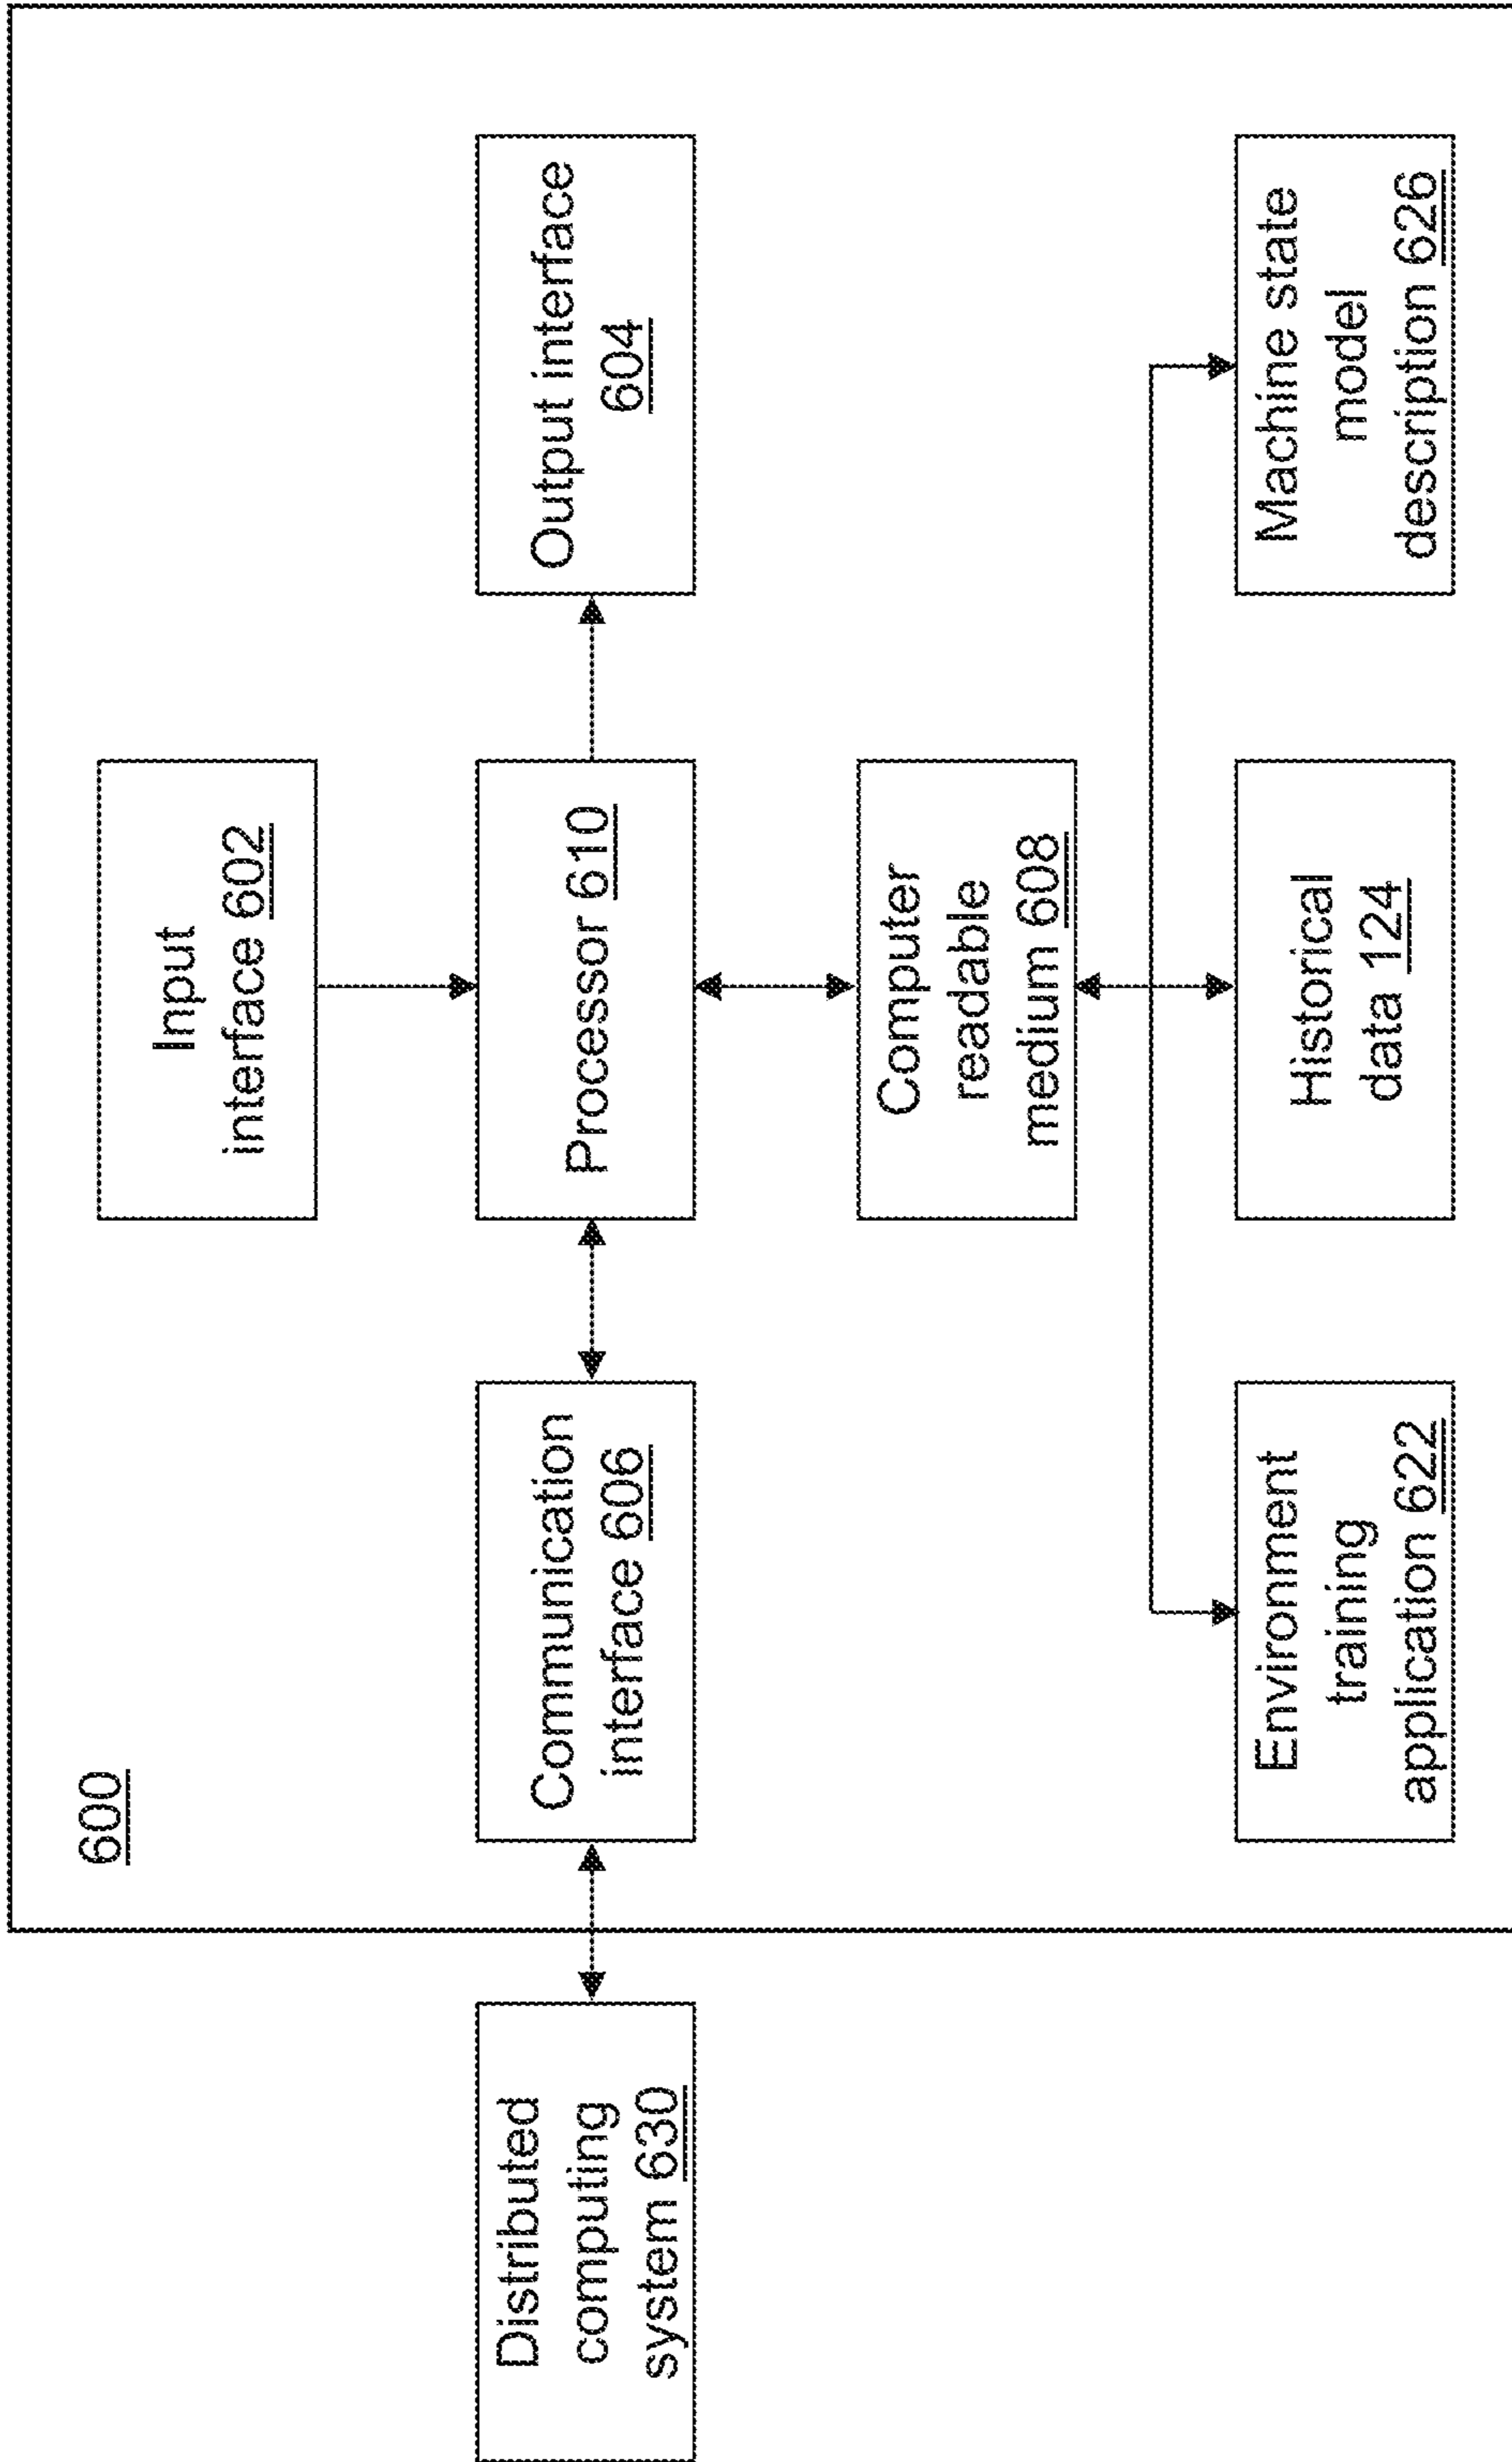 600
Input
interface 602
Distributed
computing
system 630
Communication
interface 606
Processor 610
Output interface
604
Computer
readable
medium 608
Environment
training
application 622
Historical
data 124
Machine state
model
description 626